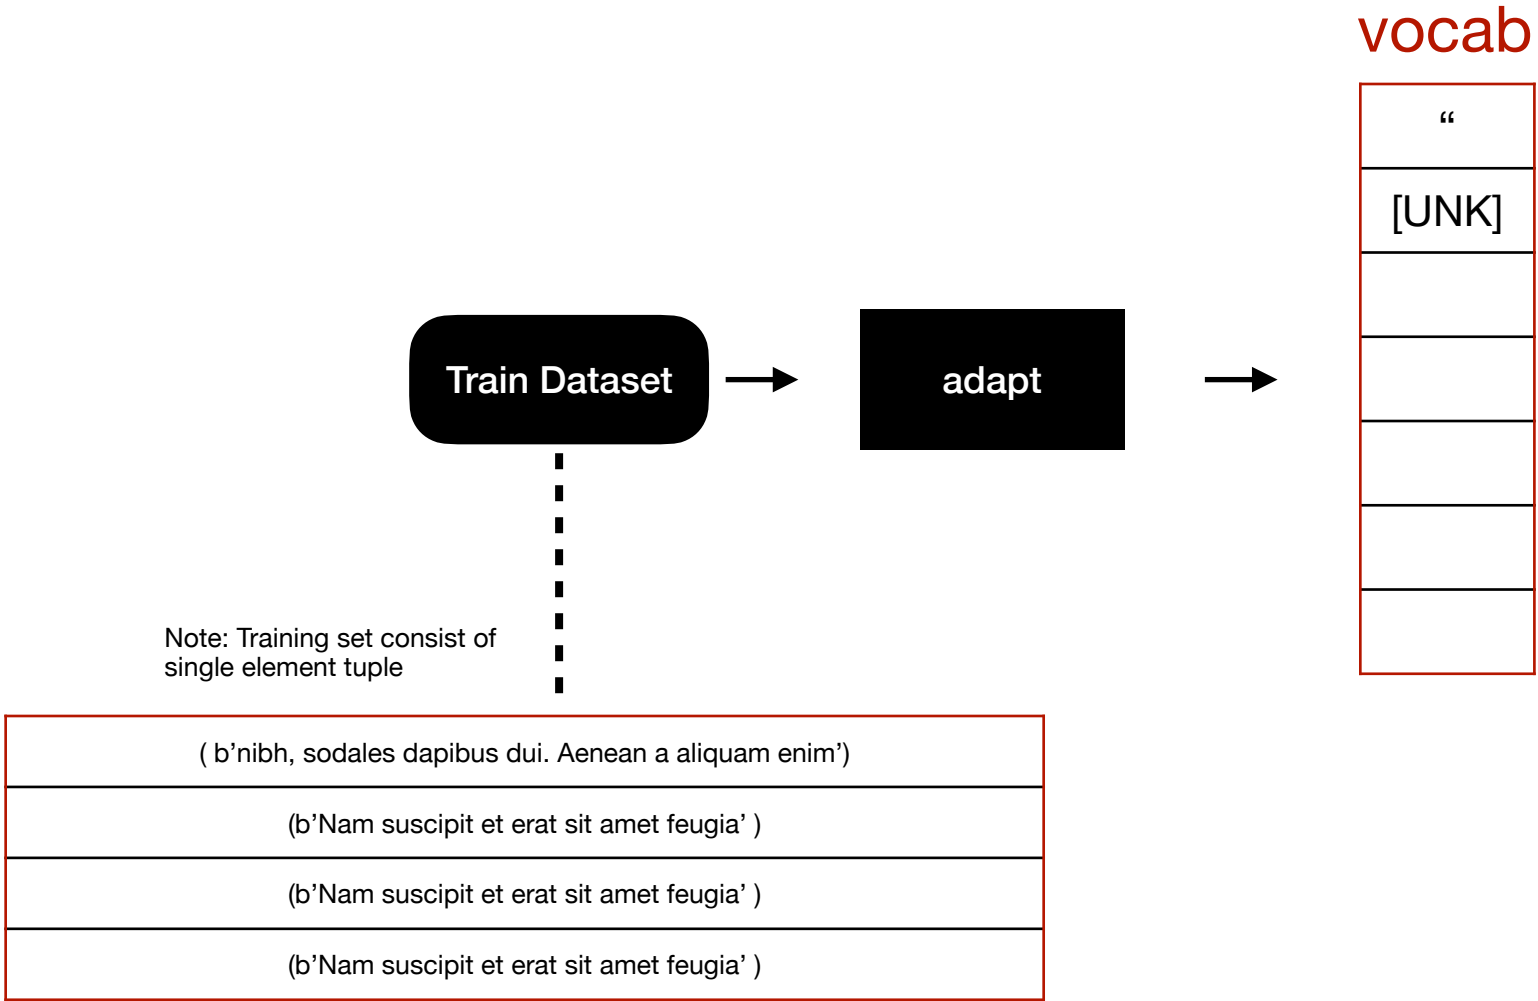 vocab
“
[UNK]
Train Dataset
adapt
Note: Training set consist of
single element tuple
( b’nibh, sodales dapibus dui. Aenean a aliquam enim’)
(b’Nam suscipit et erat sit amet feugia’ )
(b’Nam suscipit et erat sit amet feugia’ )
(b’Nam suscipit et erat sit amet feugia’ )